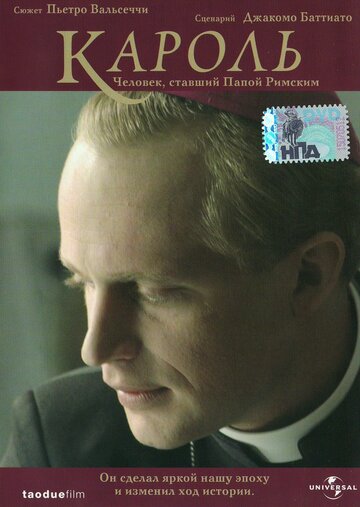 Сюжет Пьетро Вальсеччи
Сценарий Джакомо Баттиато
КАРОЛЬ
Человек, ставший Папой Римским
НПД
Он сделал яркой нашу эпоху
и изменил ход истории.
taoduefilm
UNIVERSAL